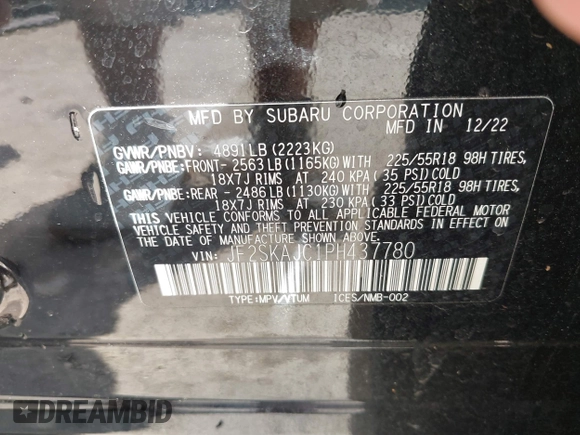 MFD BY SUBARU CORPORATION
MFD IN 12/22
GVWR/PNBV: 4891LB(2223KG)
GAWR/PNBE: FRONT- 2563LB(1165KG)WITH 225/55R18 98H TIRES,
18X7J RIMS AT 240 KPA( 35 PSI)COLD
GAWR/PNBE: REAR - 2486LB(1130KG)WITH 225/55R18 98H TIRES,
18X7J RIMS AT 230 KPA( 33 PSI)COLD
THIS VEHICLE CONFORMS TO ALL APPLICABLE FEDERAL MOTOR
VEHICLE SAFETY AND THEFT PREVENTION STANDARDS IN EFFECT ON
THE DATE OF MANUFACTURE SHOWN ABOVE.
VIN: JF2SKAJC1PH437780
TYPE:MPV/VTUM ICES/NMB-002
DREAMBID